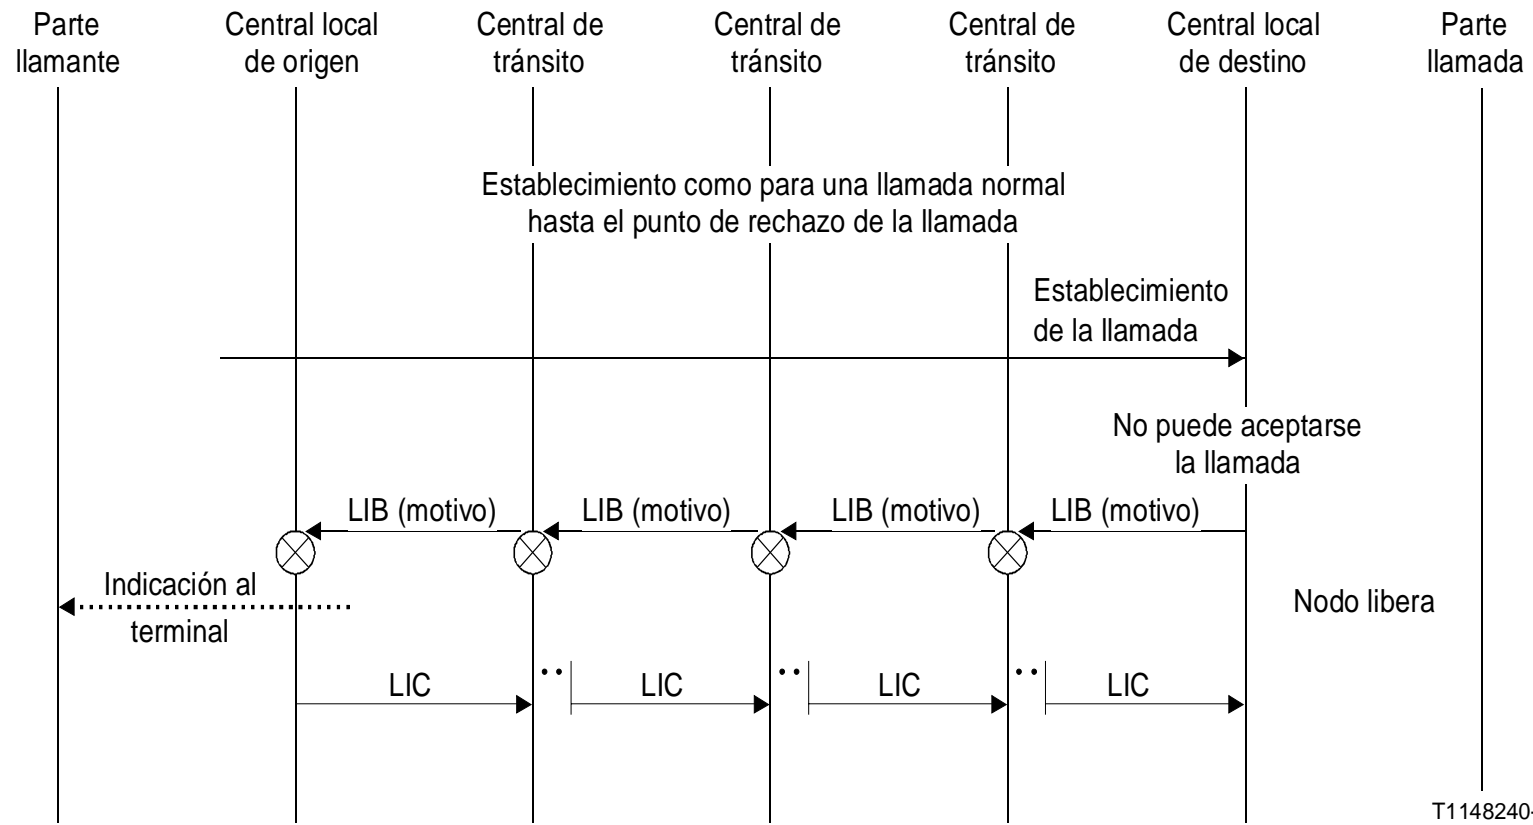 Parte
llamante
Central local
de origen
Central de
tránsito
Central de
tránsito
Central de
tránsito
Central local
de destino
Parte
llamada
Establecimiento como para una llamada normal
hasta el punto de rechazo de la llamada
Establecimiento
de la llamada
No puede aceptarse
la llamada
LIB (motivo)
LIB (motivo)
LIB (motivo)
LIB (motivo)
Indicación al
terminal
Nodo libera
LIC
LIC
LIC
LIC
T1148240-